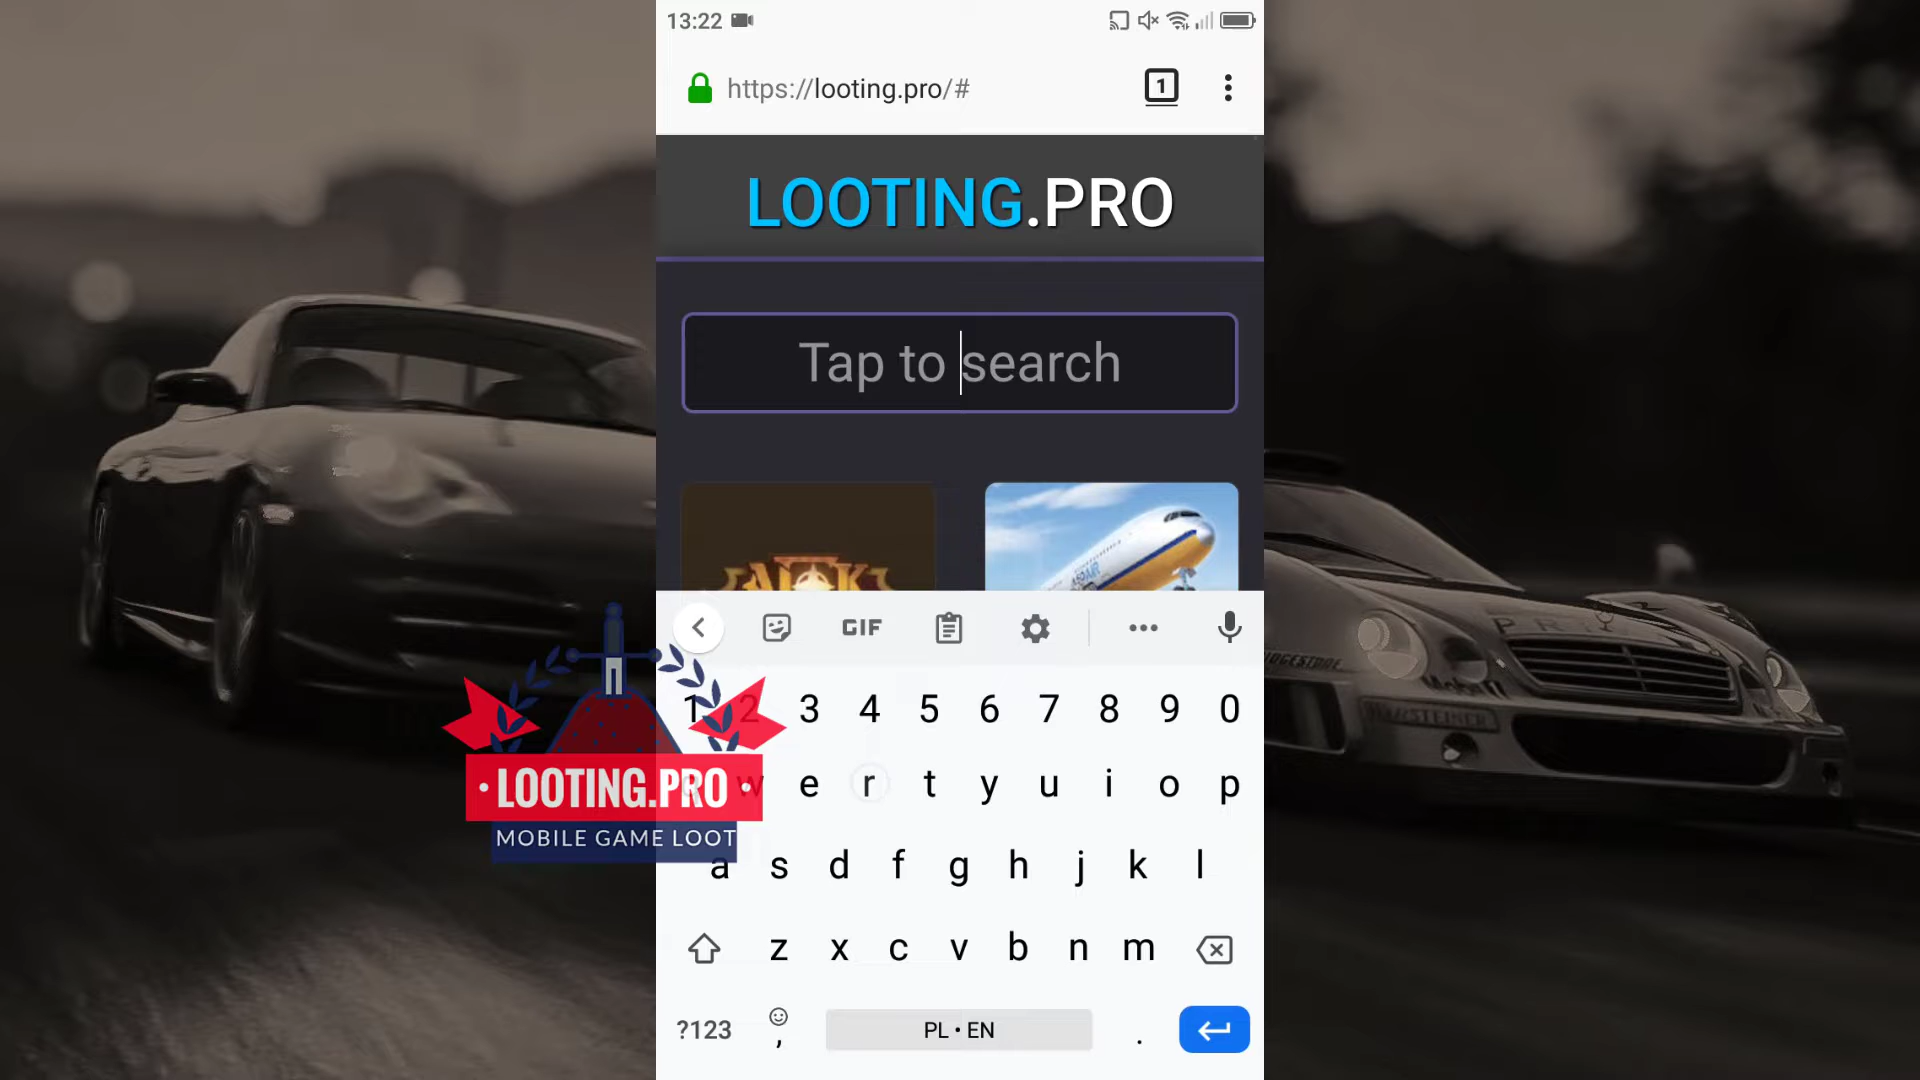 13:22
https://looting.pro/#
1
LOOTING.PRO
Tap to search
GIF
1 2 3 4 5 6 7 8 9 0
w e r t y u i o p
a s d f g h j k l
z x c v b n m
?123 , PL • EN .
• LOOTING.PRO •
MOBILE GAME LOOT